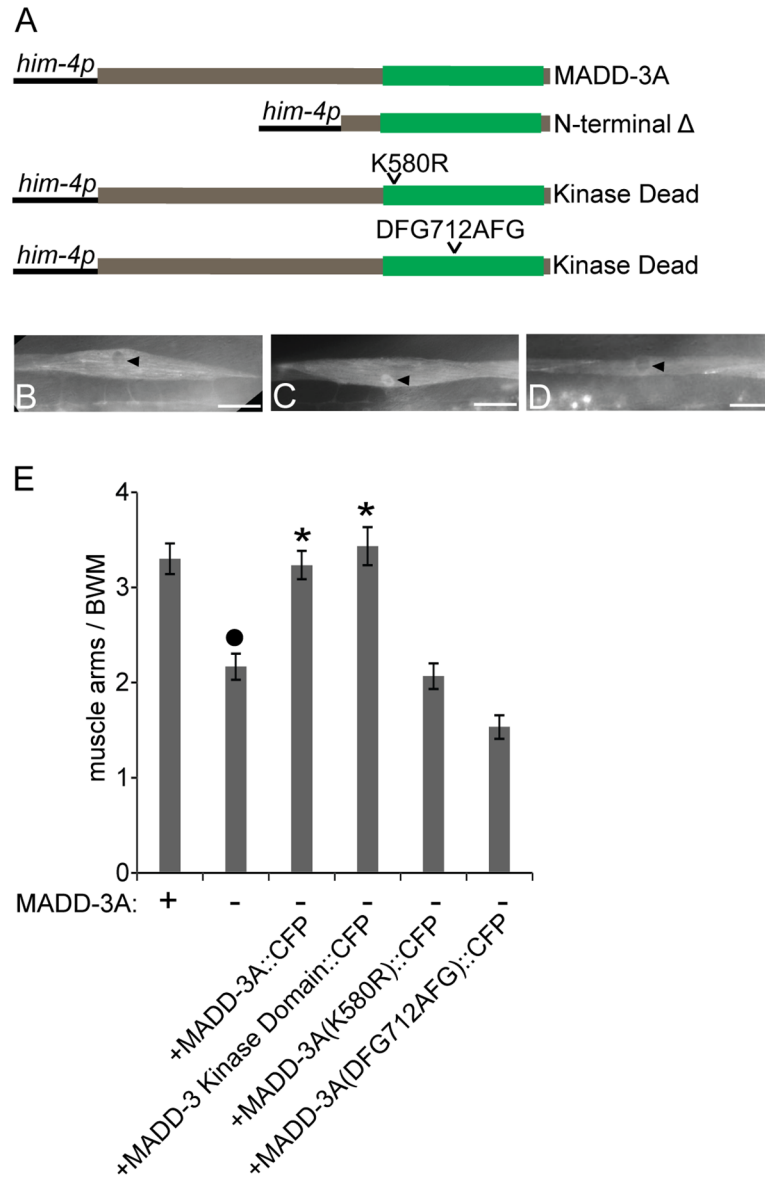 A
him-4p
MADD-3A
him-4p
N-terminal Δ
K580R
him-4p
Kinase Dead
DFG712AFG
him-4p
Kinase Dead
B
C
D
E
muscle arms / BWM
4
3
2
1
0
MADD-3A: + - - - - -
+MADD-3A::CFP
+MADD-3 Kinase Domain::CFP
+MADD-3A(K580R)::CFP
+MADD-3A(DFG712AFG)::CFP
* *